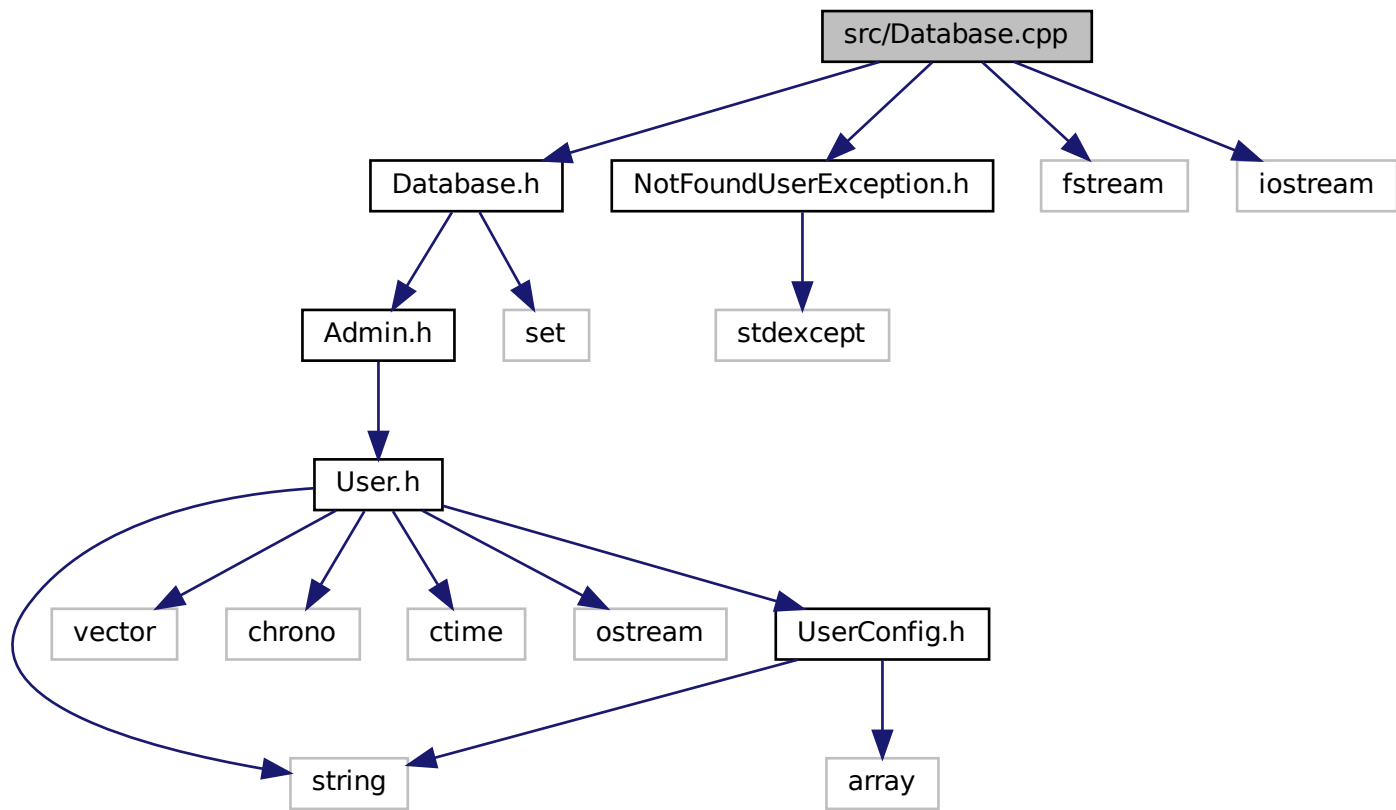 src/Database.cpp
Database.h
NotFoundUserException.h
fstream
iostream
Admin.h
set
stdexcept
User.h
vector
chrono
ctime
ostream
UserConfig.h
string
array